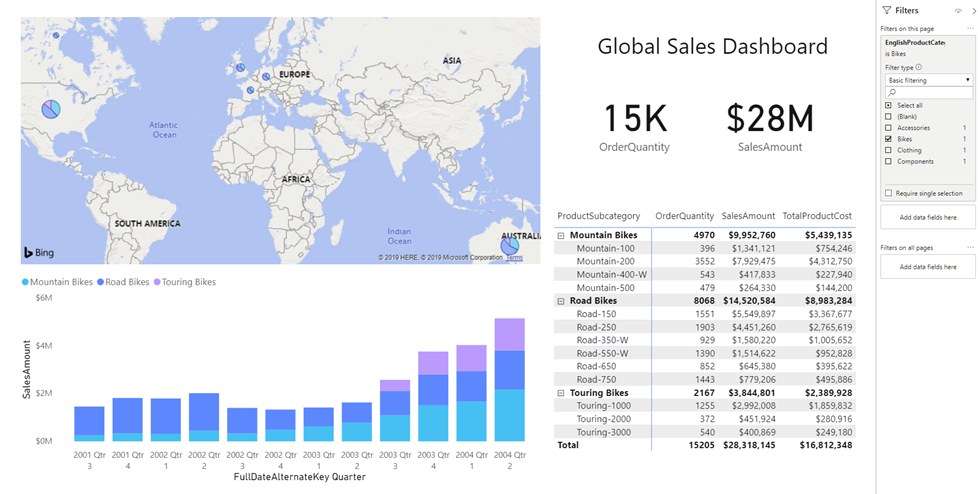 ASIA
EUROPE
Atlantic
Ocean
AFRICA
SOUTH AMERICA
Indian
Ocean
AUSTRALI
Bing
© 2019 HERE, © 2019 Microsoft Corporation Terms
Global Sales Dashboard
15K
OrderQuantity
$28M
SalesAmount
Mountain Bikes Road Bikes Touring Bikes
$6M
$4M
$2M
$0M
SalesAmount
2001 Qtr 3
2001 Qtr 4
2002 Qtr 1
2002 Qtr 2
2002 Qtr 3
2002 Qtr 4
2003 Qtr 1
2003 Qtr 2
2003 Qtr 3
2003 Qtr 4
2004 Qtr 1
2004 Qtr 2
FullDateAlternateKey Quarter
ProductSubcategory OrderQuantity SalesAmount TotalProductCost
Mountain Bikes 4970 $9,952,760 $5,439,135
Mountain-100 396 $1,341,121 $754,246
Mountain-200 3552 $7,929,475 $4,312,750
Mountain-400-W 543 $417,833 $227,940
Mountain-500 479 $264,330 $144,200
Road Bikes 8068 $14,520,584 $8,983,284
Road-150 1551 $5,549,897 $3,367,677
Road-250 1903 $4,451,260 $2,765,619
Road-350-W 929 $1,580,220 $1,005,652
Road-550-W 1390 $1,514,622 $952,828
Road-650 852 $645,380 $395,622
Road-750 1443 $779,206 $495,886
Touring Bikes 2167 $3,844,801 $2,389,928
Touring-1000 1255 $2,992,008 $1,859,832
Touring-2000 372 $451,924 $280,916
Touring-3000 540 $400,869 $249,180
Total 15205 $28,318,145 $16,812,348
Filters
Filters on this page
EnglishProductCate
is Bikes
Filter type
Basic filtering
Select all
(Blank)
Accessories 1
Bikes 1
Clothing 1
Components 1
Require single selection
Add data fields here
Filters on all pages
Add data fields here